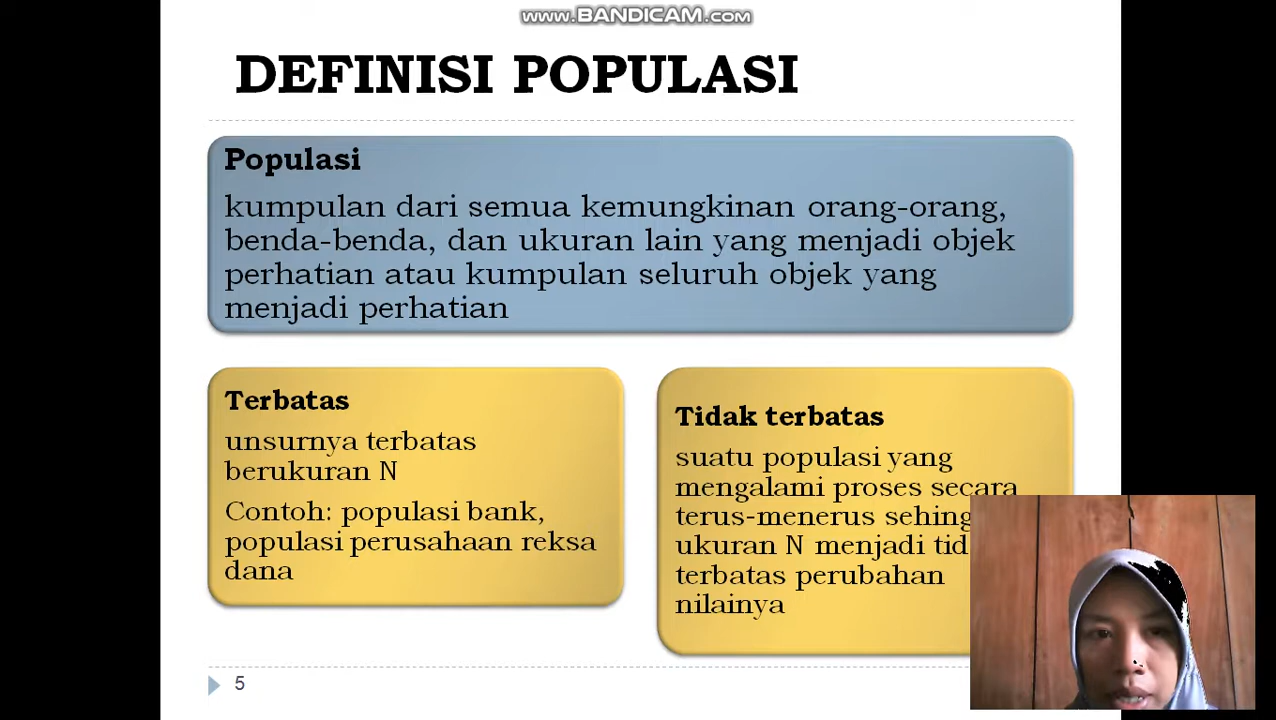 www.BANDICAM.com
DEFINISI POPULASI
Populasi
kumpulan dari semua kemungkinan orang-orang,
benda-benda, dan ukuran lain yang menjadi objek
perhatian atau kumpulan seluruh objek yang
menjadi perhatian
Terbatas
unsurnya terbatas
berukuran N
Contoh: populasi bank,
populasi perusahaan reksa
dana
Tidak terbatas
suatu populasi yang
mengalami proses secara
terus-menerus
ukuran N menjadi
terbatas perubahan
nilainya
5